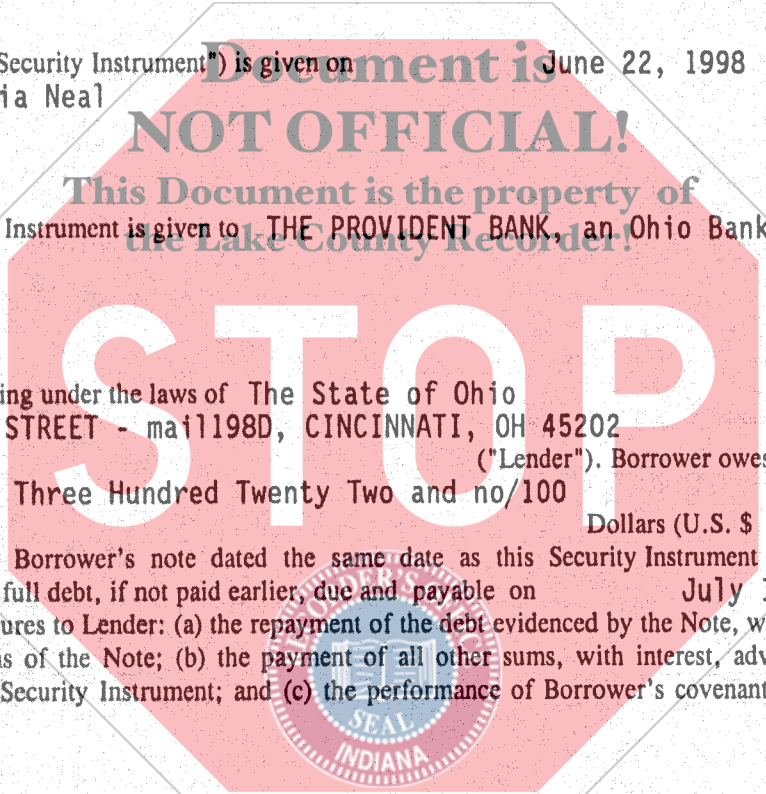 Security Instrument") is given on June 22, 1998
ia Neal
Document is
NOT OFFICIAL!
This Document is the property of
the Lake County Recorder!
Instrument is given to THE PROVIDENT BANK, an Ohio Bank
STOP
ing under the laws of The State of Ohio
STREET - mail198D, CINCINNATI, OH 45202
("Lender"). Borrower owes
Three Hundred Twenty Two and no/100
Dollars (U.S. $
Borrower's note dated the same date as this Security Instrument
full debt, if not paid earlier, due and payable on July
ures to Lender: (a) the repayment of the debt evidenced by the Note, w
s of the Note; (b) the payment of all other sums, with interest, adv
Security Instrument; and (c) the performance of Borrower's covenant
SEAL
INDIANA